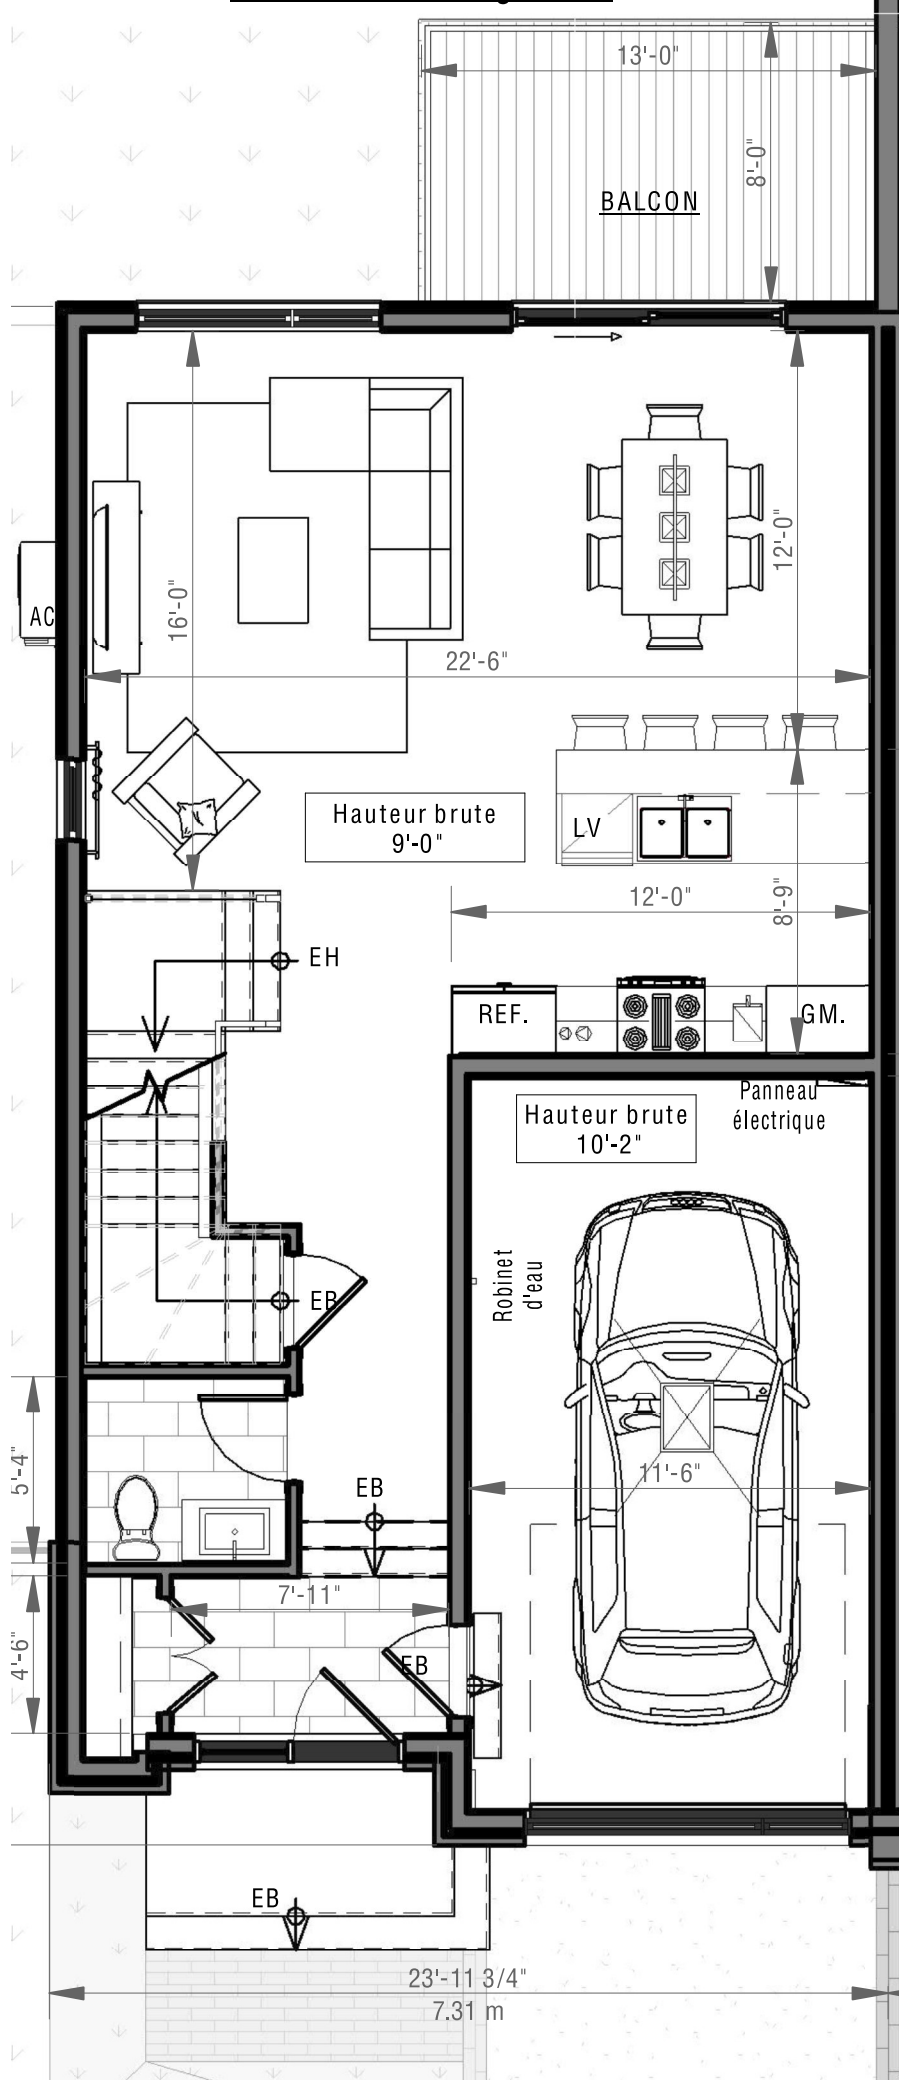 13'-0"
8'-0"
BALCON
12'-0"
16'-0"
AC
22'-6"
Hauteur brute
9'-0"
LV
12'-0"
8'-9"
EH
REF.
GM.
Panneau
électrique
Hauteur brute
10'-2"
Robinet
d'eau
EB
5'-4"
11'-6"
EB
7'-11"
4'-6"
EB
EB
23'-11 3/4"
7.31 m